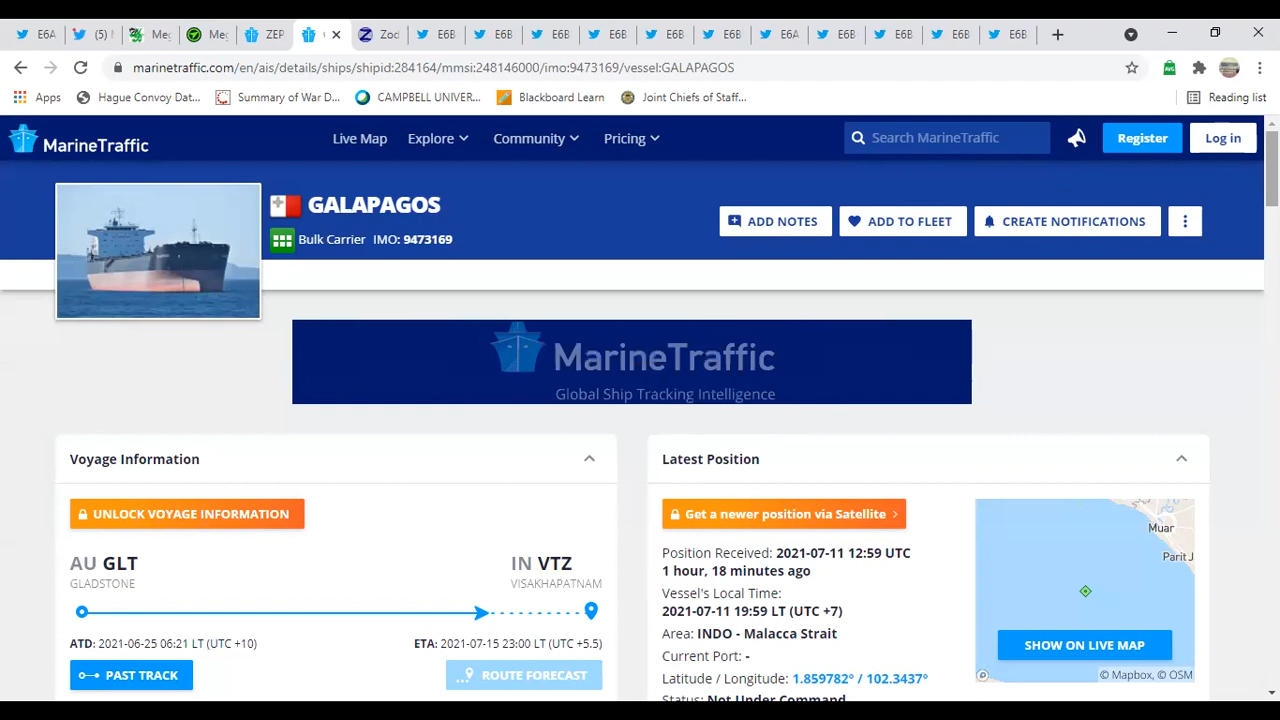 E6A
(5)
Meg
Meg
ZEP
Zod
E6B
E6B
E6B
E6B
E6B
E6B
E6A
E6B
E6B
E6B
E6B
marinetraffic.com/en/ais/details/ships/shipid:284164/mmsi:248146000/imo:9473169/vessel:GALAPAGOS
Apps
Hague Convoy Dat...
Summary of War D...
CAMPBELL UNIVER...
Blackboard Learn
Joint Chiefs of Staff...
Reading list
MarineTraffic
Live Map
Explore
Community
Pricing
Search MarineTraffic
Register
Log in
GALAPAGOS
Bulk Carrier IMO: 9473169
ADD NOTES
ADD TO FLEET
CREATE NOTIFICATIONS
MarineTraffic
Global Ship Tracking Intelligence
Voyage Information
UNLOCK VOYAGE INFORMATION
AU GLT
GLADSTONE
IN VTZ
VISAKHAPATNAM
ATD: 2021-06-25 06:21 LT (UTC +10)
ETA: 2021-07-15 23:00 LT (UTC +5.5)
PAST TRACK
ROUTE FORECAST
Latest Position
Get a newer position via Satellite
Position Received: 2021-07-11 12:59 UTC
1 hour, 18 minutes ago
Vessel's Local Time:
2021-07-11 19:59 LT (UTC +7)
Area: INDO - Malacca Strait
Current Port: -
Latitude / Longitude: 1.859782° / 102.3437°
Status: Not Under Command
Muar
Parit J
SHOW ON LIVE MAP
© Mapbox, © OSM